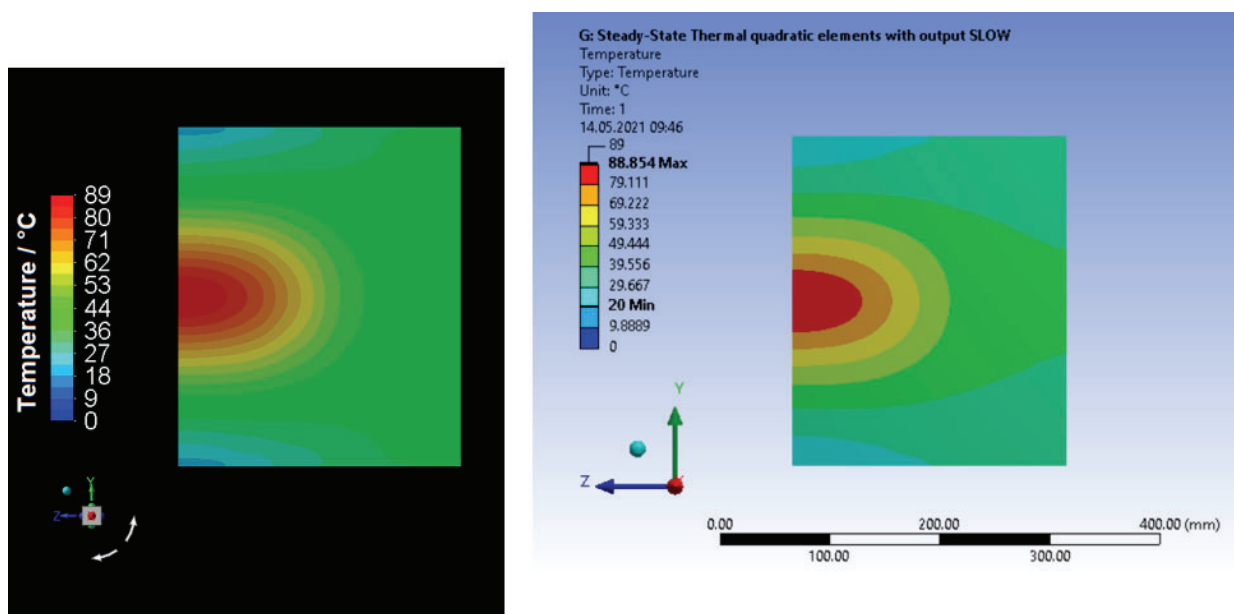 Temperature / °C
89
80
71
62
53
44
36
27
18
9
0
Y
Z
G: Steady-State Thermal quadratic elements with output SLOW
Temperature
Type: Temperature
Unit: °C
Time: 1
14.05.2021 09:46
89
88.854 Max
79.111
69.222
59.333
49.444
39.556
29.667
20 Min
9.8889
0
Y
Z
0.00 200.00 400.00 (mm)
100.00 300.00